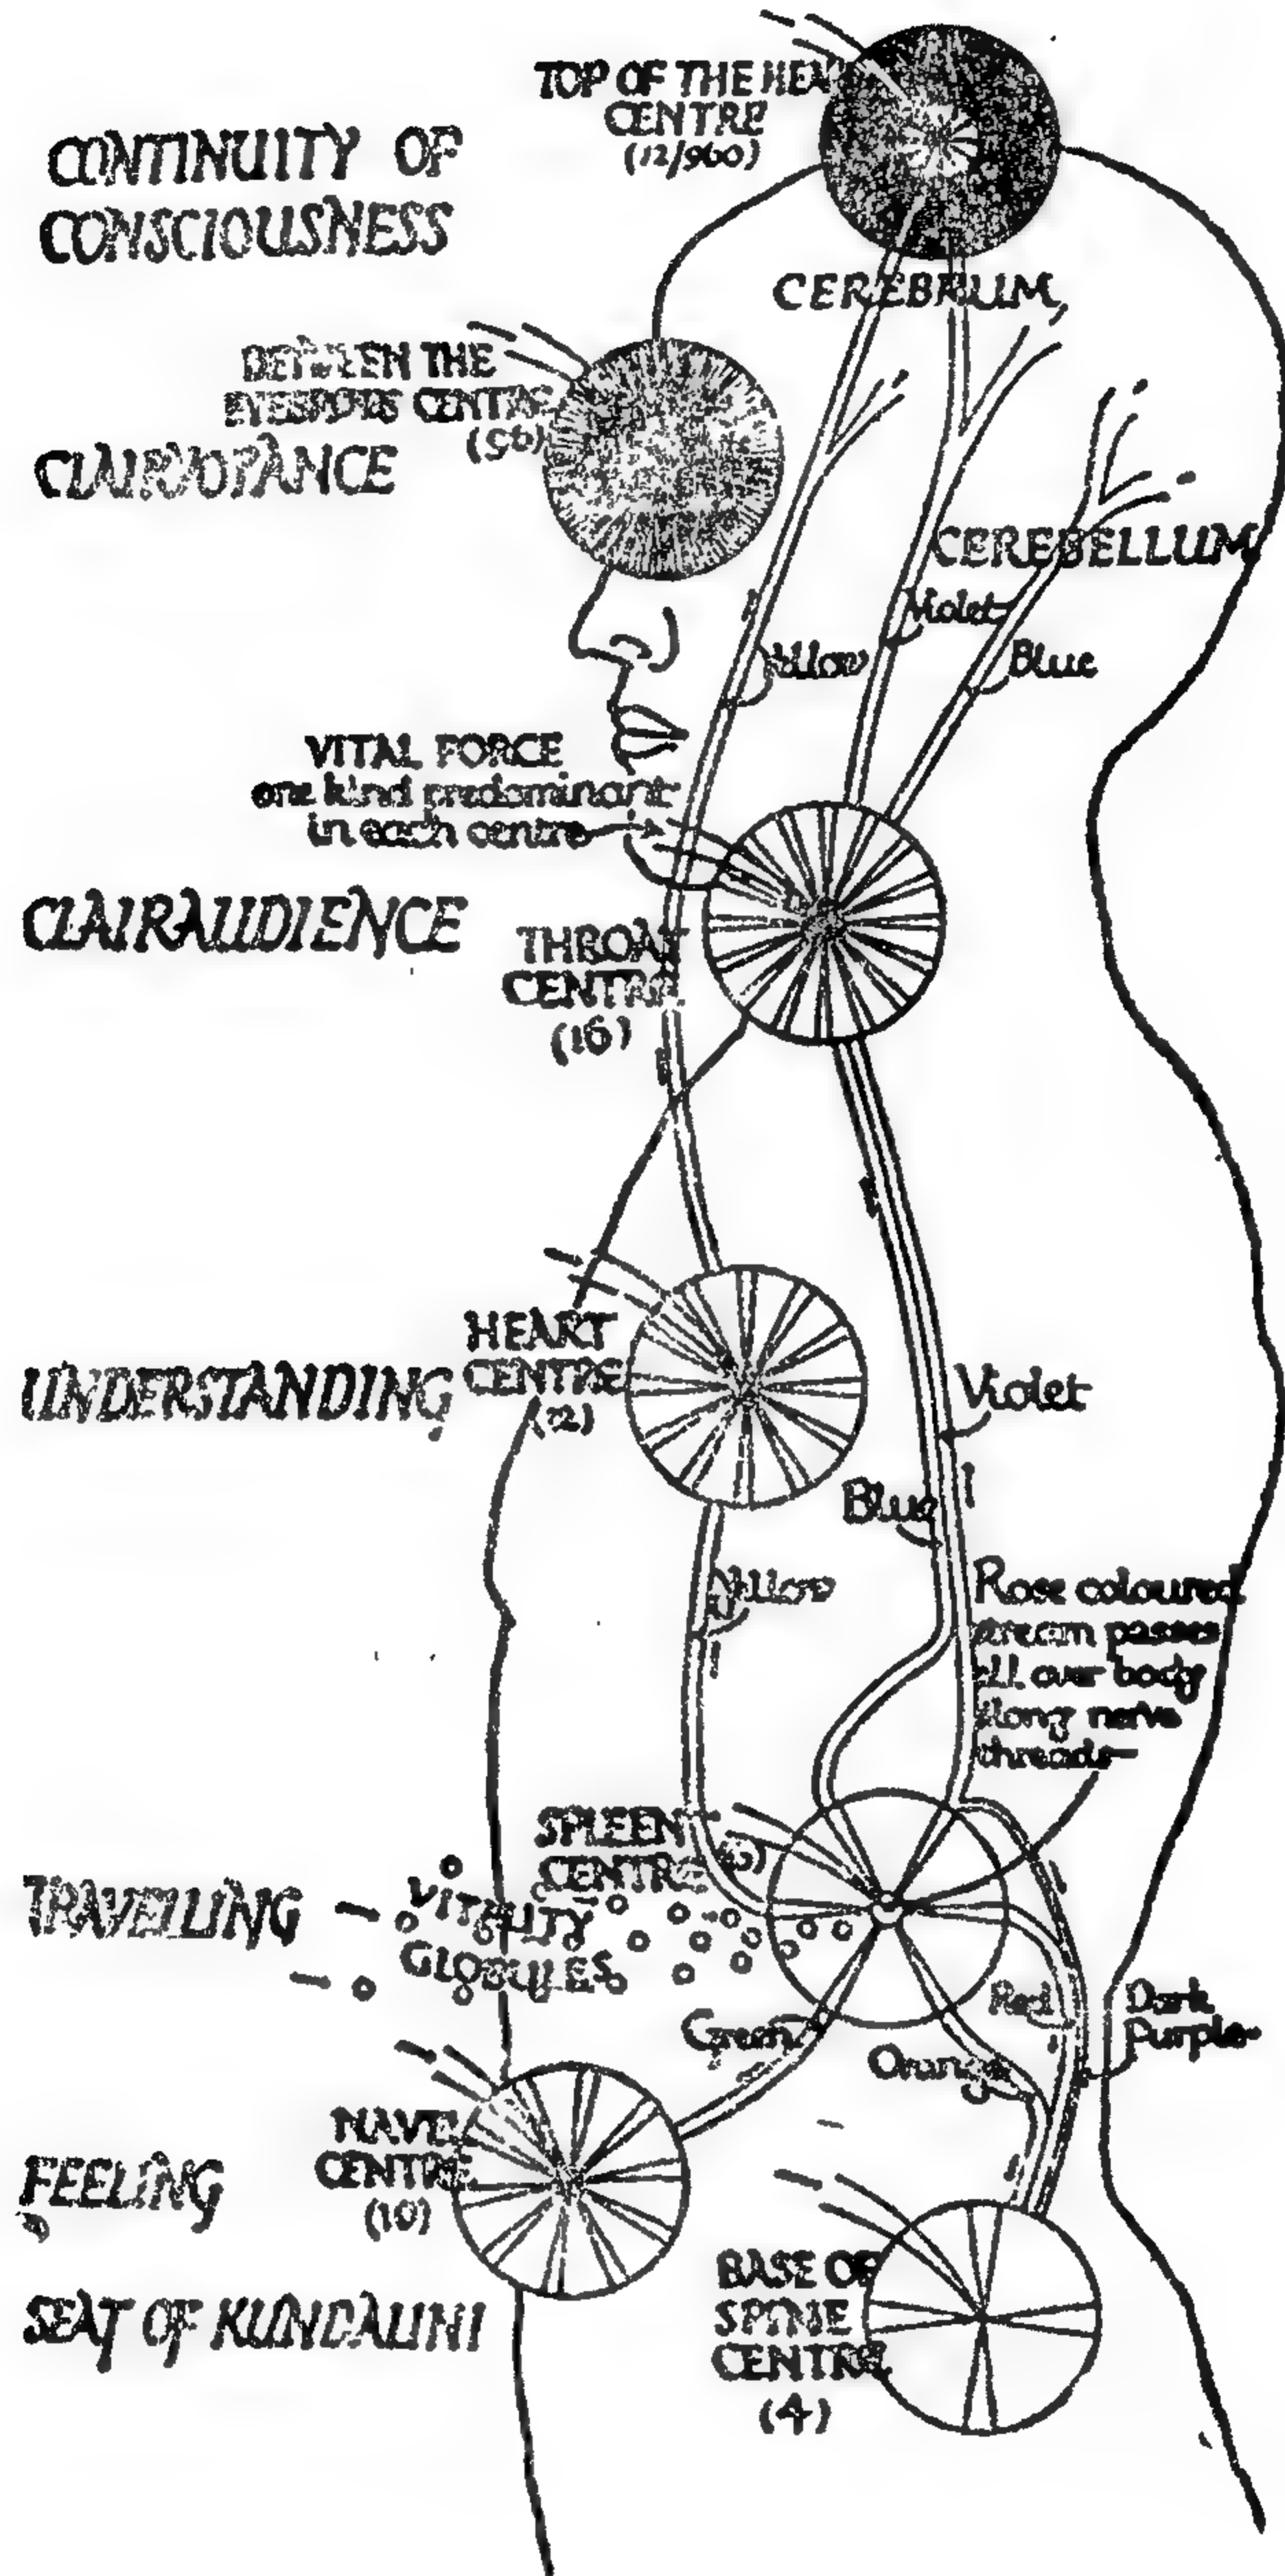 TOP OF THE HEA
CENTRE
(12/960)
CONTINUITY OF
CONSCIOUSNESS
CEREBRUM
BETWEEN THE
EYEBROWS CENTRE
(96)
CLAIRVOYANCE
CEREBELLUM
Violet
Yellow
Blue
VITAL FORCE
one kind predominant
in each centre
CLAIRAUDIENCE
THROAT
CENTRE
(16)
HEART
CENTRE
(12)
UNDERSTANDING
Violet
Blue
Yellow
Rose coloured
stream passes
all over body
along nerve
threads
SPLEEN
CENTRE
TRAVELLING
VITALITY
GLOBULES
Green
Orange
Red
Dark
Purple
NAVEL
CENTRE
(10)
FEELING
SEAT OF KUNDALINI
BASE OF
SPINE
CENTRE
(4)